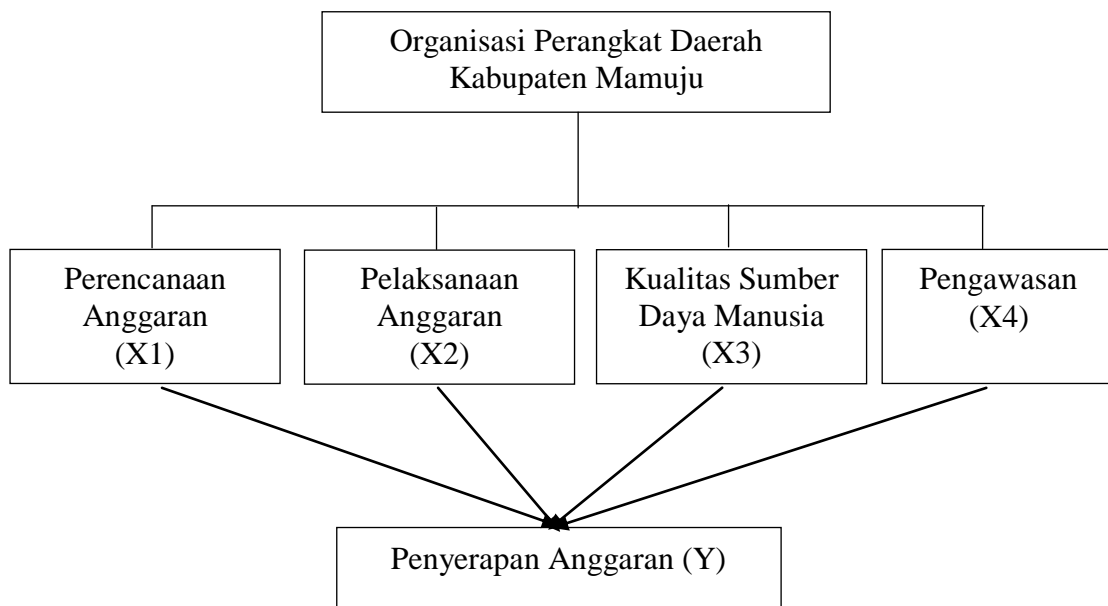 Organisasi Perangkat Daerah
Kabupaten Mamuju
Perencanaan
Anggaran
(X1)
Pelaksanaan
Anggaran
(X2)
Kualitas Sumber
Daya Manusia
(X3)
Pengawasan
(X4)
Penyerapan Anggaran (Y)